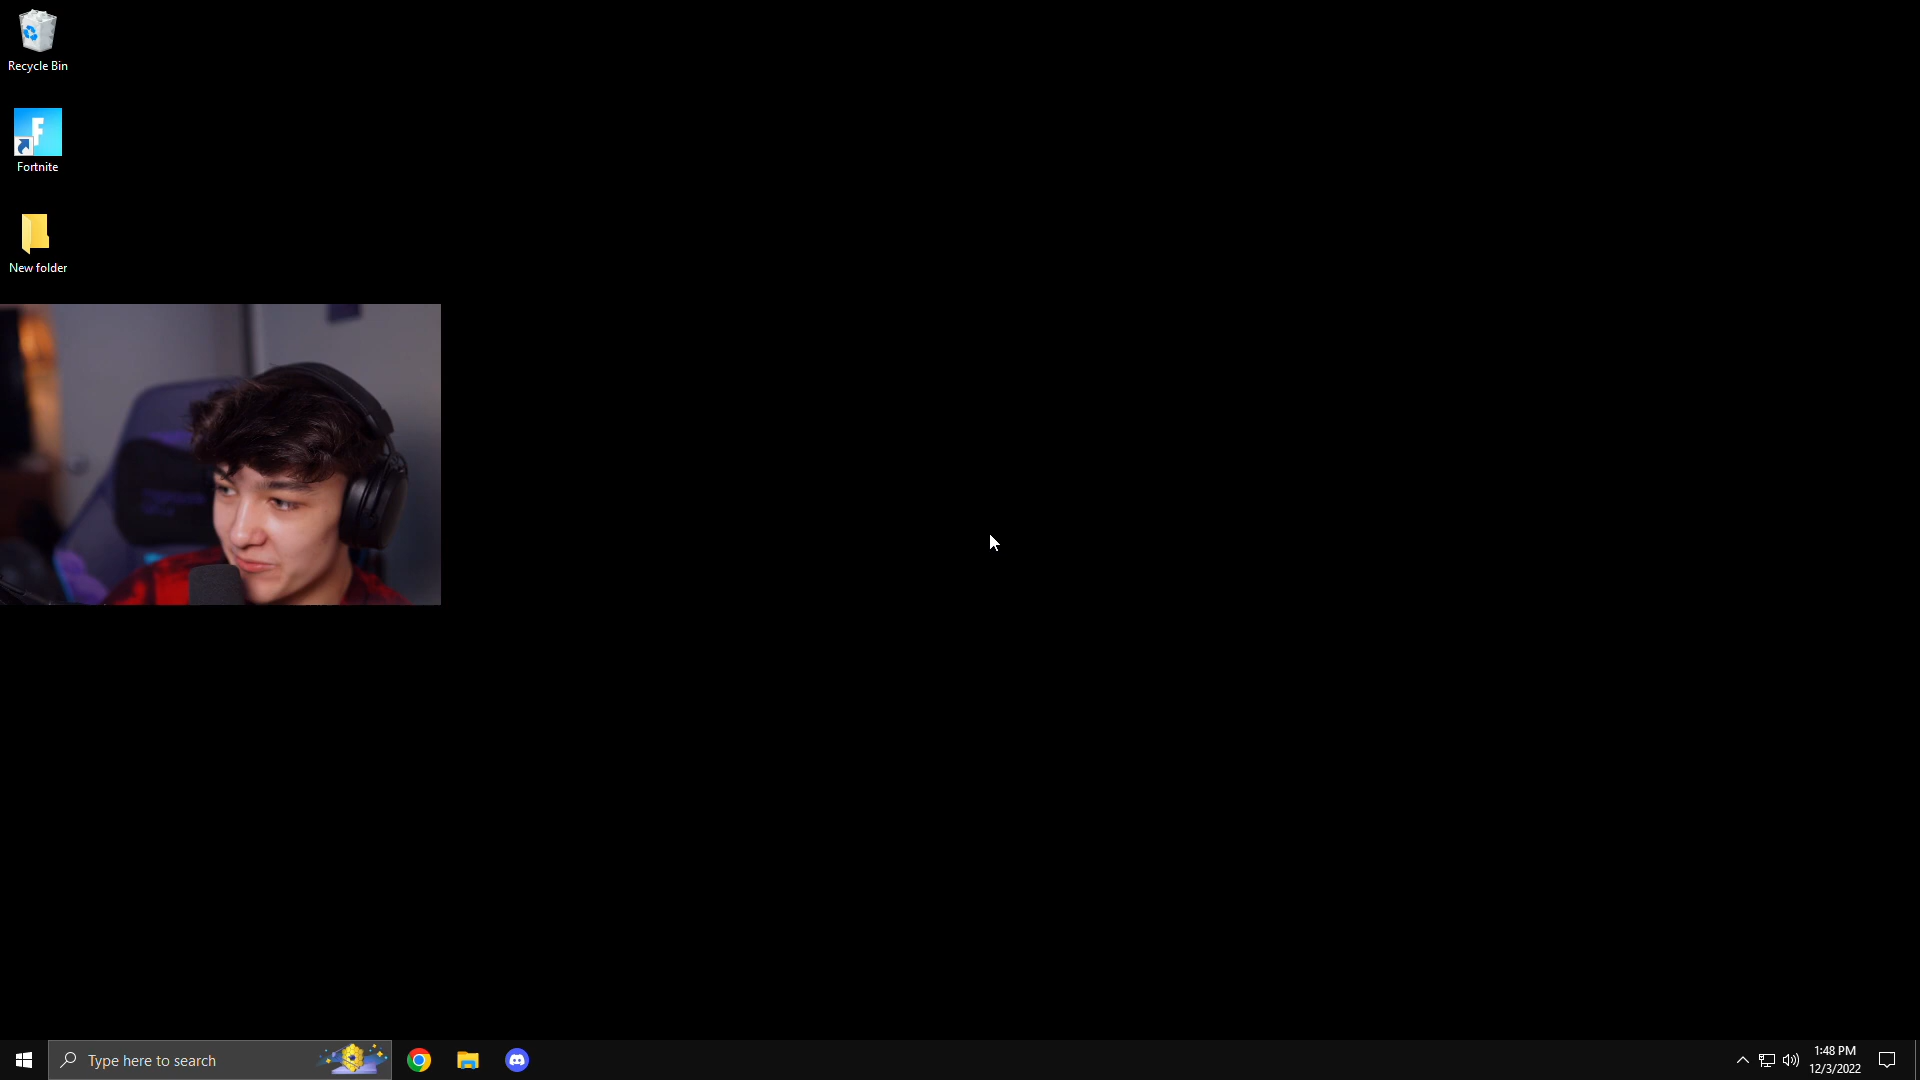 Recycle Bin
F
Fortnite
New folder
Type here to search
1:48 PM
12/3/2022